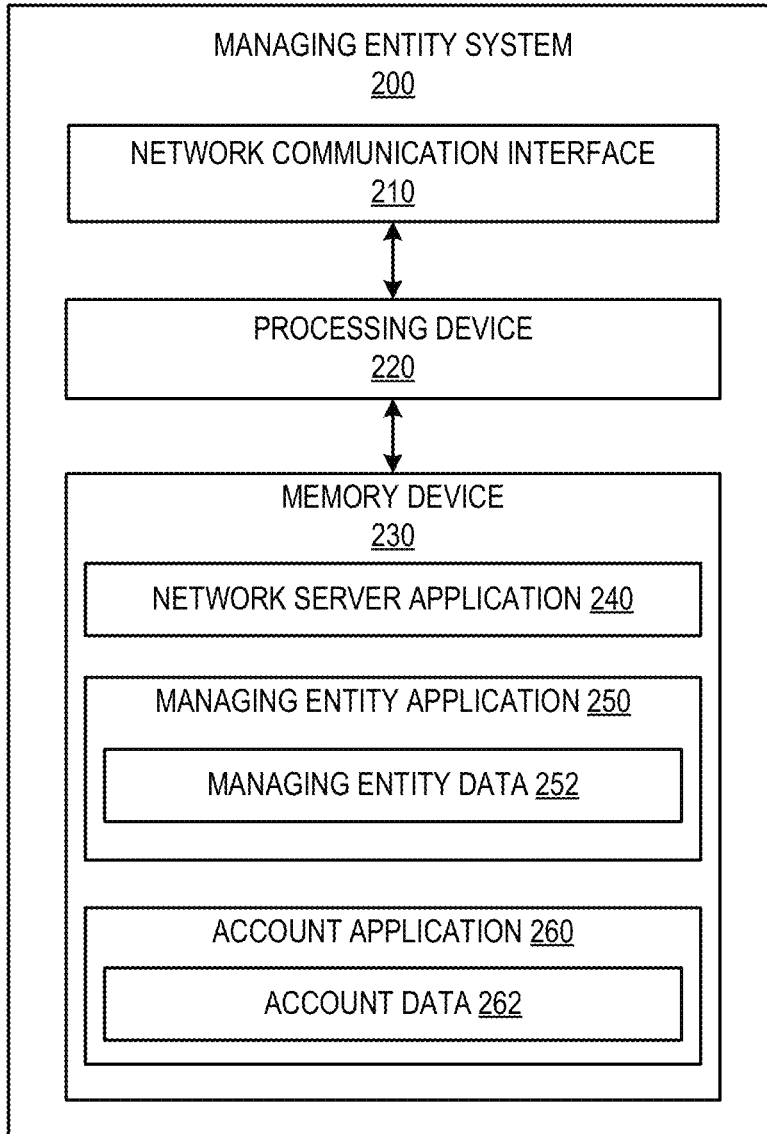 MANAGING ENTITY SYSTEM
200
NETWORK COMMUNICATION INTERFACE
210
PROCESSING DEVICE
220
MEMORY DEVICE
230
NETWORK SERVER APPLICATION 240
MANAGING ENTITY APPLICATION 250
MANAGING ENTITY DATA 252
ACCOUNT APPLICATION 260
ACCOUNT DATA 262